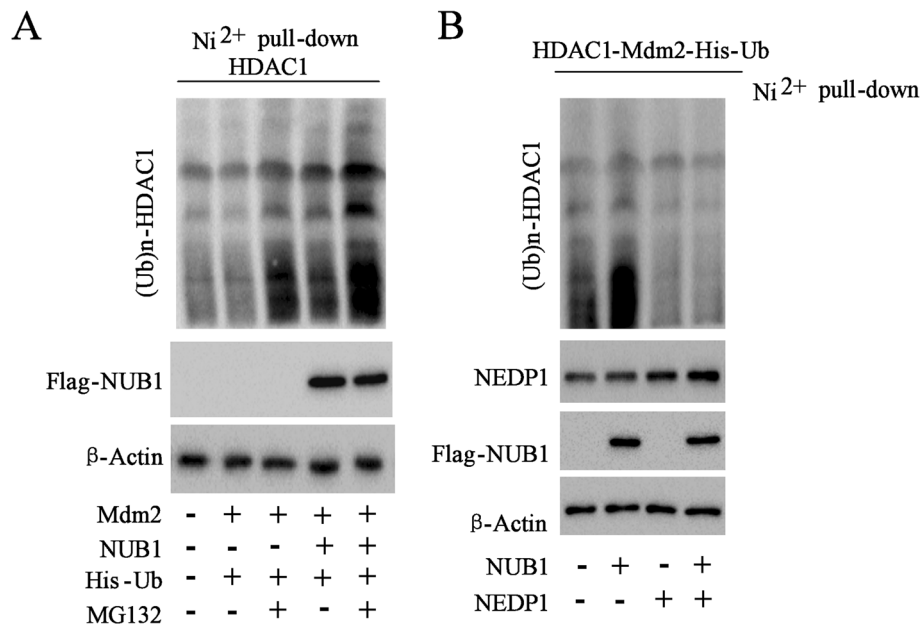 A
Ni2+ pull-down
HDAC1
(Ub)n-HDAC1
Flag-NUB1
β-Actin
Mdm2 - + + + +
NUB1 - - - + +
His-Ub - + + + +
MG132 + +
B
HDAC1-Mdm2-His-Ub
Ni2+ pull-down
(Ub)n-HDAC1
NEDP1
Flag-NUB1
β-Actin
NUB1 - + - +
NEDP1 - - + +